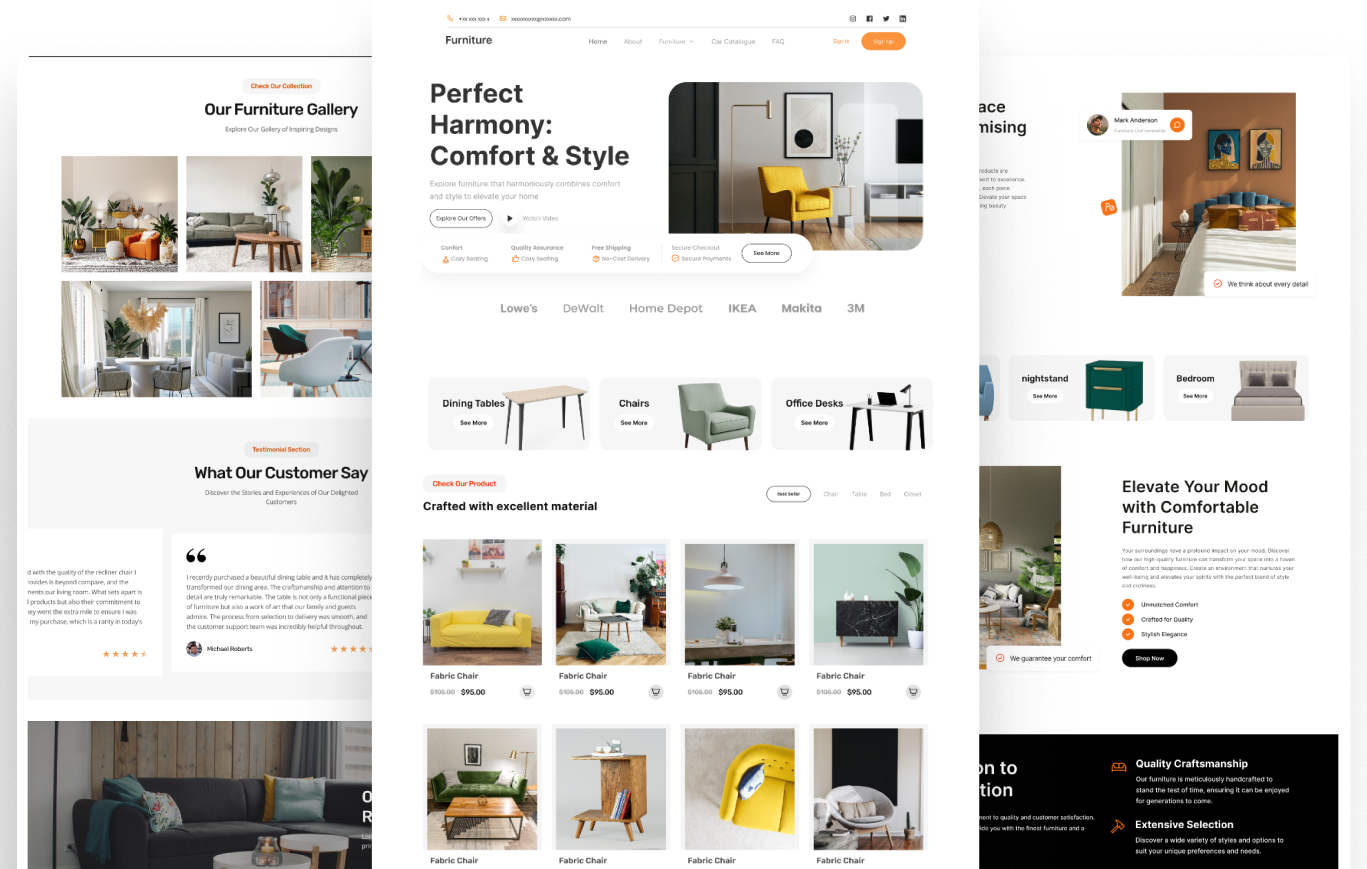 Check Our Collection
Our Furniture Gallery
Explore Our Gallery of Inspiring Designs
Testimonial Section
What Our Customer Say
Discover the Stories and Experiences of Our Delighted
Customers
d with the quality of the recliner chair I
rovides is beyond compare, and the
ments our living room. What sets apart is
l products but also their commitment to
ey went the extra mile to ensure I was
my purchase, which is a rarity in today's
I recently purchased a beautiful dining table and it has completely
transformed our dining area. The craftsmanship and attention to
detail are truly remarkable. The table is not only a functional piece
of furniture but also a work of art that our family and guests
admire. The process from selection to delivery was smooth, and
the customer support team was incredibly helpful throughout.
Michael Roberts
+xx xxx xxx x
Furniture
Home
About
Furniture
Car Catalogue
FAQ
Sign In
Sign Up
Perfect
Harmony:
Comfort & Style
Explore furniture that harmoniously combines comfort
and style to elevate your home
Explore Our Offers
Watch Video
Confort
Cozy Seating
Quality Assurance
Cozy Seating
Free Shipping
No-Cost Delivery
Secure Checkout
Secure Payments
See More
Lowe's
DeWalt
Home Depot
IKEA
Makita
3M
Dining Tables
See More
Chairs
See More
Office Desks
See More
Check Our Product
Crafted with excellent material
Best Seller
Chair
Table
Bed
Closet
Fabric Chair
$105.00 $95.00
Fabric Chair
$105.00 $95.00
Fabric Chair
$105.00 $95.00
Fabric Chair
$105.00 $95.00
Fabric Chair
Fabric Chair
Fabric Chair
Fabric Chair
ace
mising
roducts are
ent to excellence.
, each piece
Elevate your space
ng beauty
Mark Anderson
Furniture Craftsmanship
We think about every detail
nightstand
See More
Bedroom
See More
We guarantee your comfort
Elevate Your Mood
with Comfortable
Furniture
Your surroundings have a profound impact on your mood. Discover
how our high-quality furniture can transform your space into a haven
of comfort and happiness. Create an environment that nurtures your
well-being and elevates your spirits with the perfect blend of style
and coziness.
Unmatched Comfort
Crafted for Quality
Stylish Elegance
Shop Now
on to
tion
ment to quality and customer satisfaction.
ide you with the finest furniture and a
Quality Craftsmanship
Our furniture is meticulously handcrafted to
stand the test of time, ensuring it can be enjoyed
for generations to come.
Extensive Selection
Discover a wide variety of styles and options to
suit your unique preferences and needs.